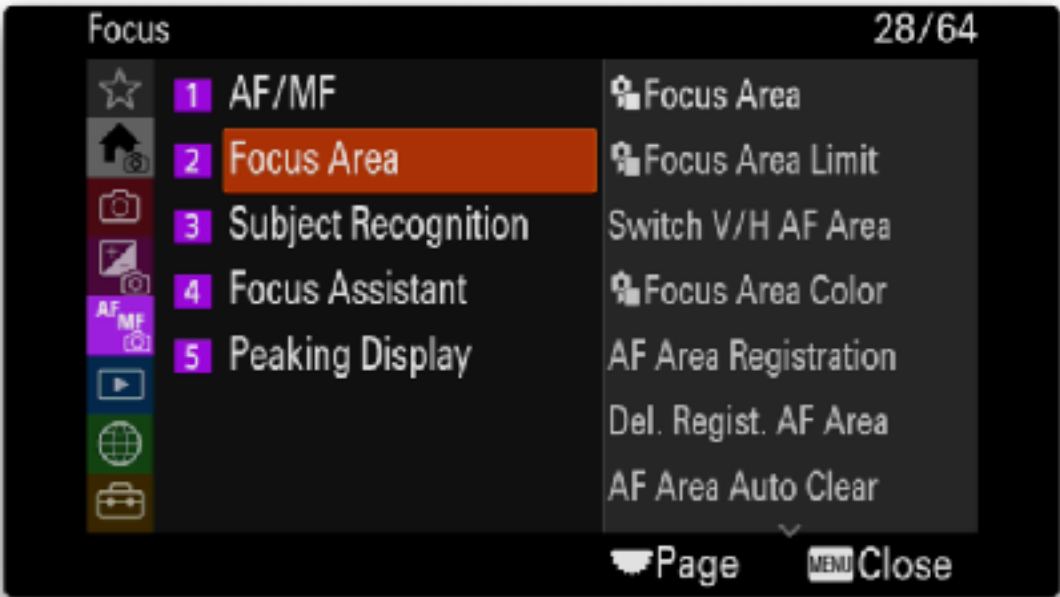 Focus 28/64
1 AF/MF
2 Focus Area
3 Subject Recognition
4 Focus Assistant
5 Peaking Display
AF MF
Focus Area
Focus Area Limit
Switch V/H AF Area
Focus Area Color
AF Area Registration
Del. Regist. AF Area
AF Area Auto Clear
Page MENU Close